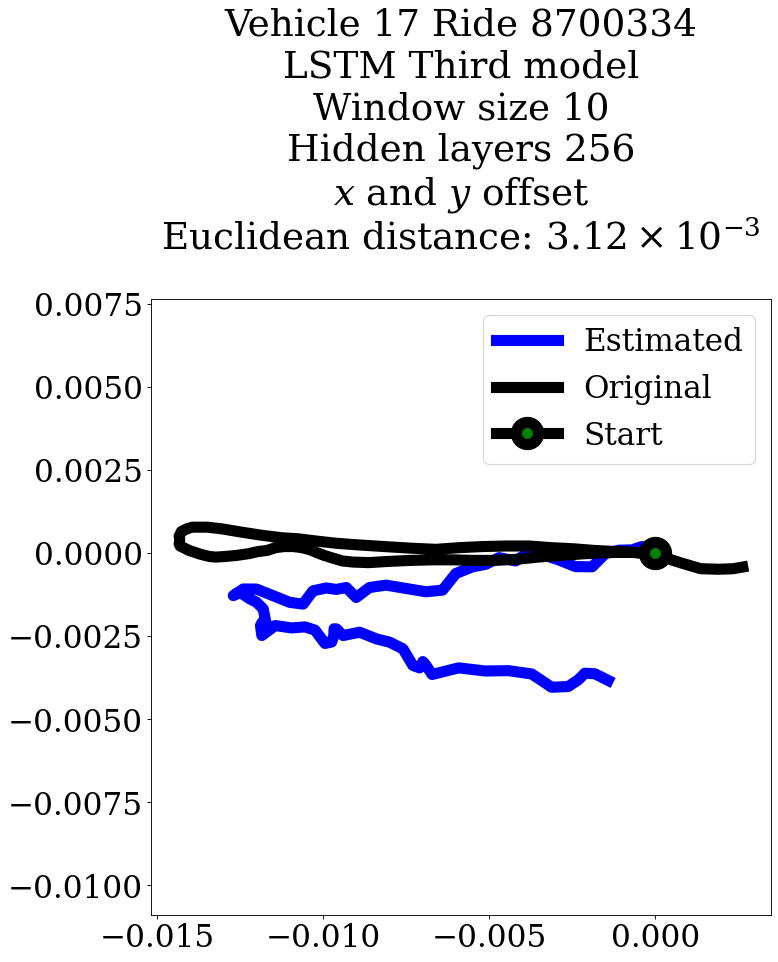 Vehicle 17 Ride 8700334
LSTM Third model
Window size 10
Hidden layers 256
x and y offset
Euclidean distance: 3.12 × 10⁻³
0.0075
0.0050
0.0025
0.0000
−0.0025
−0.0050
−0.0075
−0.0100
Estimated
Original
Start
−0.015 −0.010 −0.005 0.000